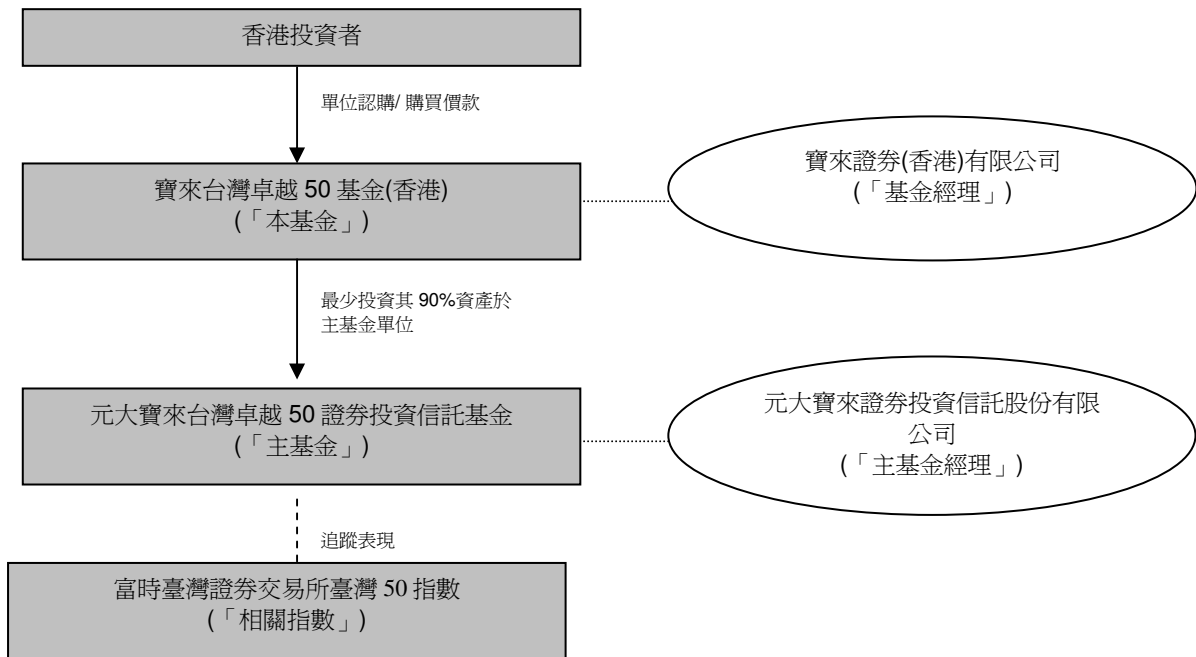 香港投資者
單位認購/ 購買價款
寶來台灣卓越 50 基金(香港)
(「本基金」)
寶來證券(香港)有限公司
(「基金經理」)
最少投資其 90%資產於
主基金單位
元大寶來台灣卓越 50 證券投資信託基金
(「主基金」)
元大寶來證券投資信託股份有限
公司
(「主基金經理」)
追蹤表現
富時臺灣證券交易所臺灣 50 指數
(「相關指數」)